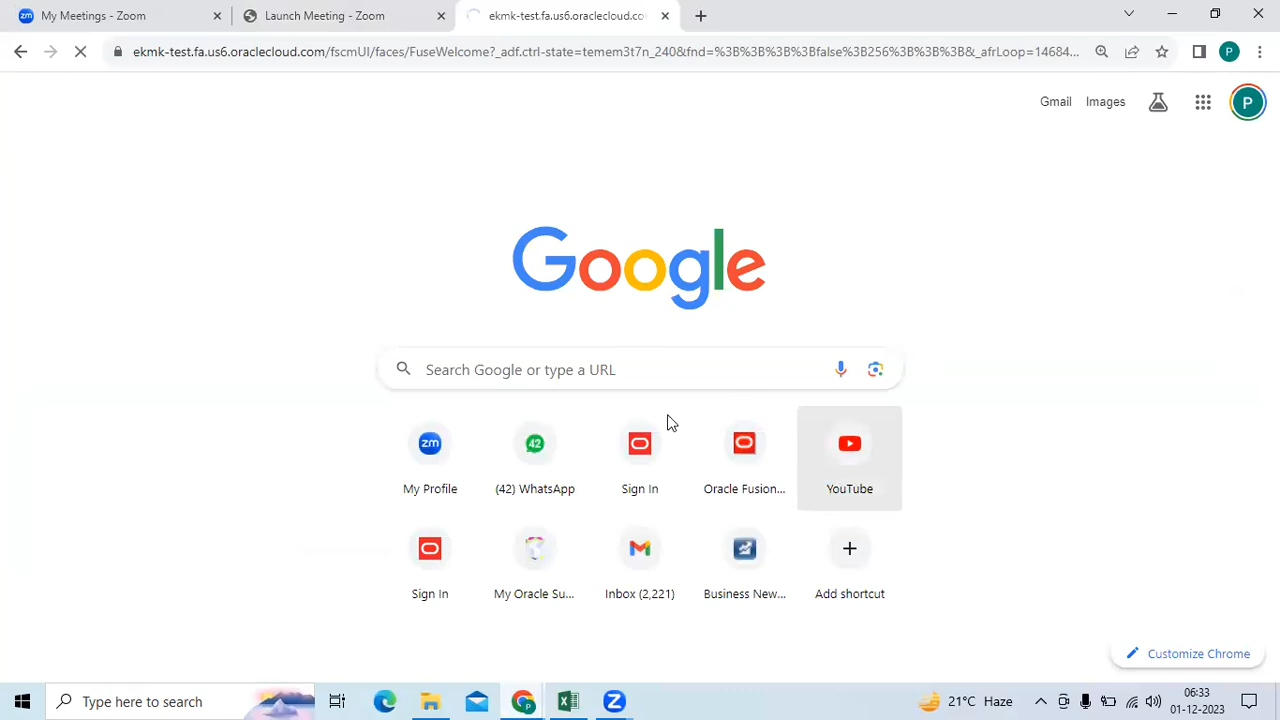 My Meetings - Zoom
Launch Meeting - Zoom
ekmk-test.fa.us6.oraclecloud.co
ekmk-test.fa.us6.oraclecloud.com/fscmUI/faces/FuseWelcome?_adf.ctrl-state=temem3t7n_240&fnd=%3B%3B%3B%3Bfalse%3B256%3B%3B%3B&_afrLoop=14684...
P
Gmail
Images
P
Google
Search Google or type a URL
zm
42
My Profile
(42) WhatsApp
Sign In
Oracle Fusion...
YouTube
Sign In
My Oracle Su...
Inbox (2,221)
Business New...
Add shortcut
Customize Chrome
Type here to search
21°C Haze
06:33
01-12-2023